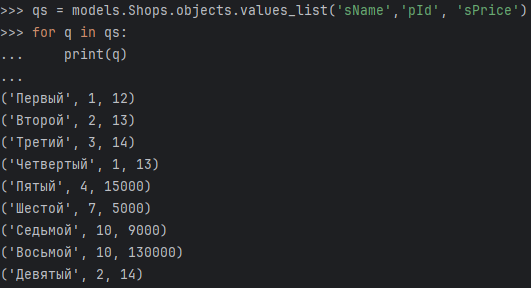 >>> qs = models.Shops.objects.values_list('sName','pId', 'sPrice')
>>> for q in qs:
...     print(q)
...
('Первый', 1, 12)
('Второй', 2, 13)
('Третий', 3, 14)
('Четвертый', 1, 13)
('Пятый', 4, 15000)
('Шестой', 7, 5000)
('Седьмой', 10, 9000)
('Восьмой', 10, 130000)
('Девятый', 2, 14)